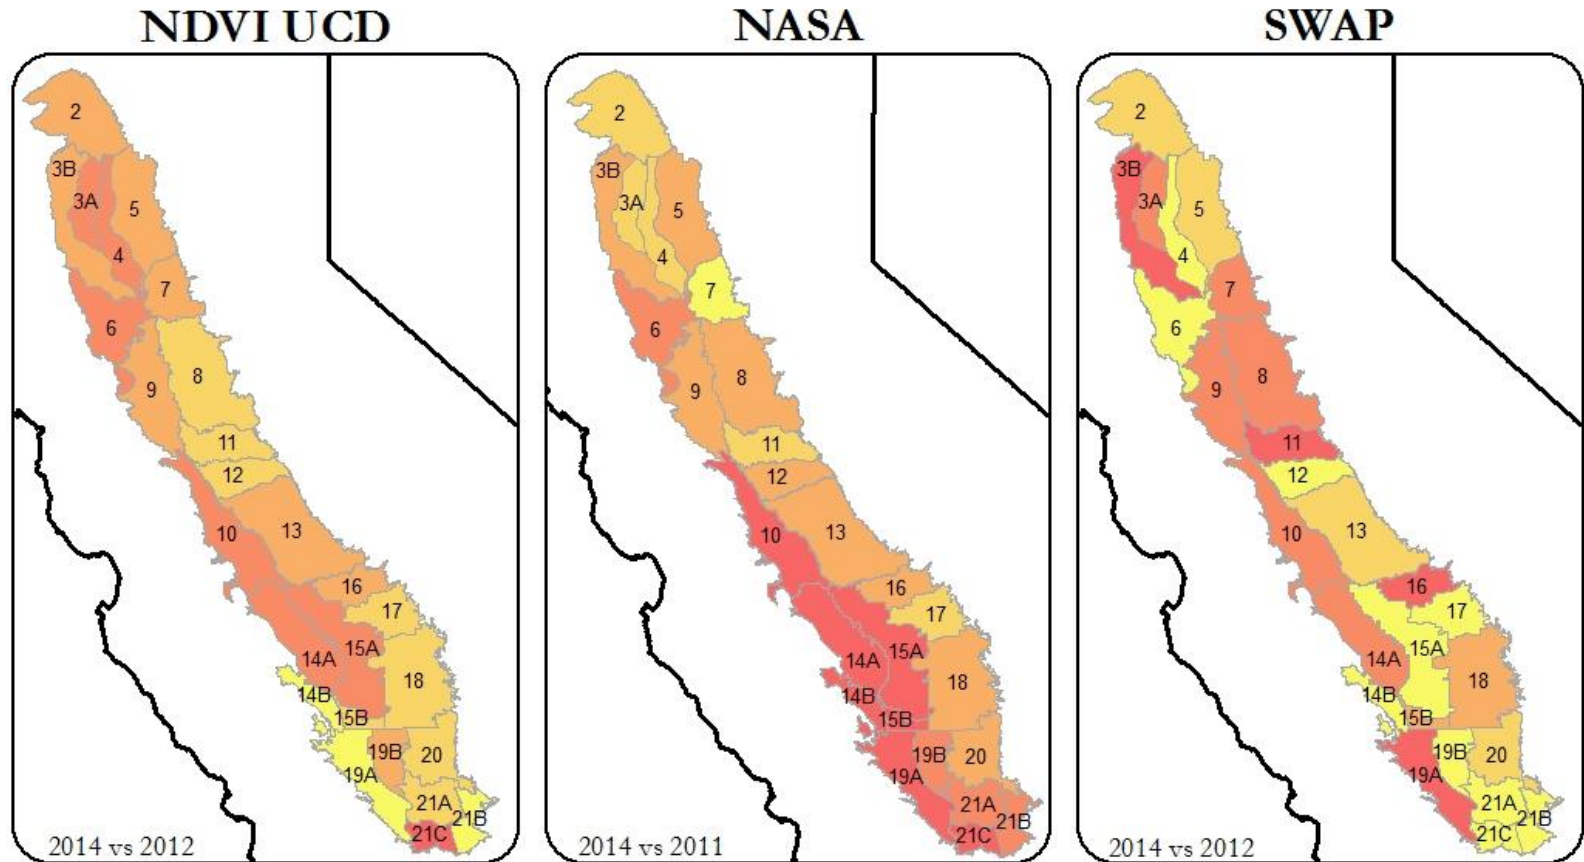 NDVI UCD
2
3B
3A
5
4
7
6
8
9
11
12
10
13
16
17
15A
14A
18
14B
15B
19B
20
19A
21A
21B
21C
2014 vs 2012
NASA
2
3B
3A
5
4
7
6
8
9
11
12
10
13
16
17
15A
14A
18
14B
15B
19B
20
19A
21A
21B
21C
2014 vs 2011
SWAP
2
3B
3A
5
4
7
6
8
9
11
12
10
13
16
17
15A
14A
18
14B
15B
19B
20
19A
21A
21B
21C
2014 vs 2012